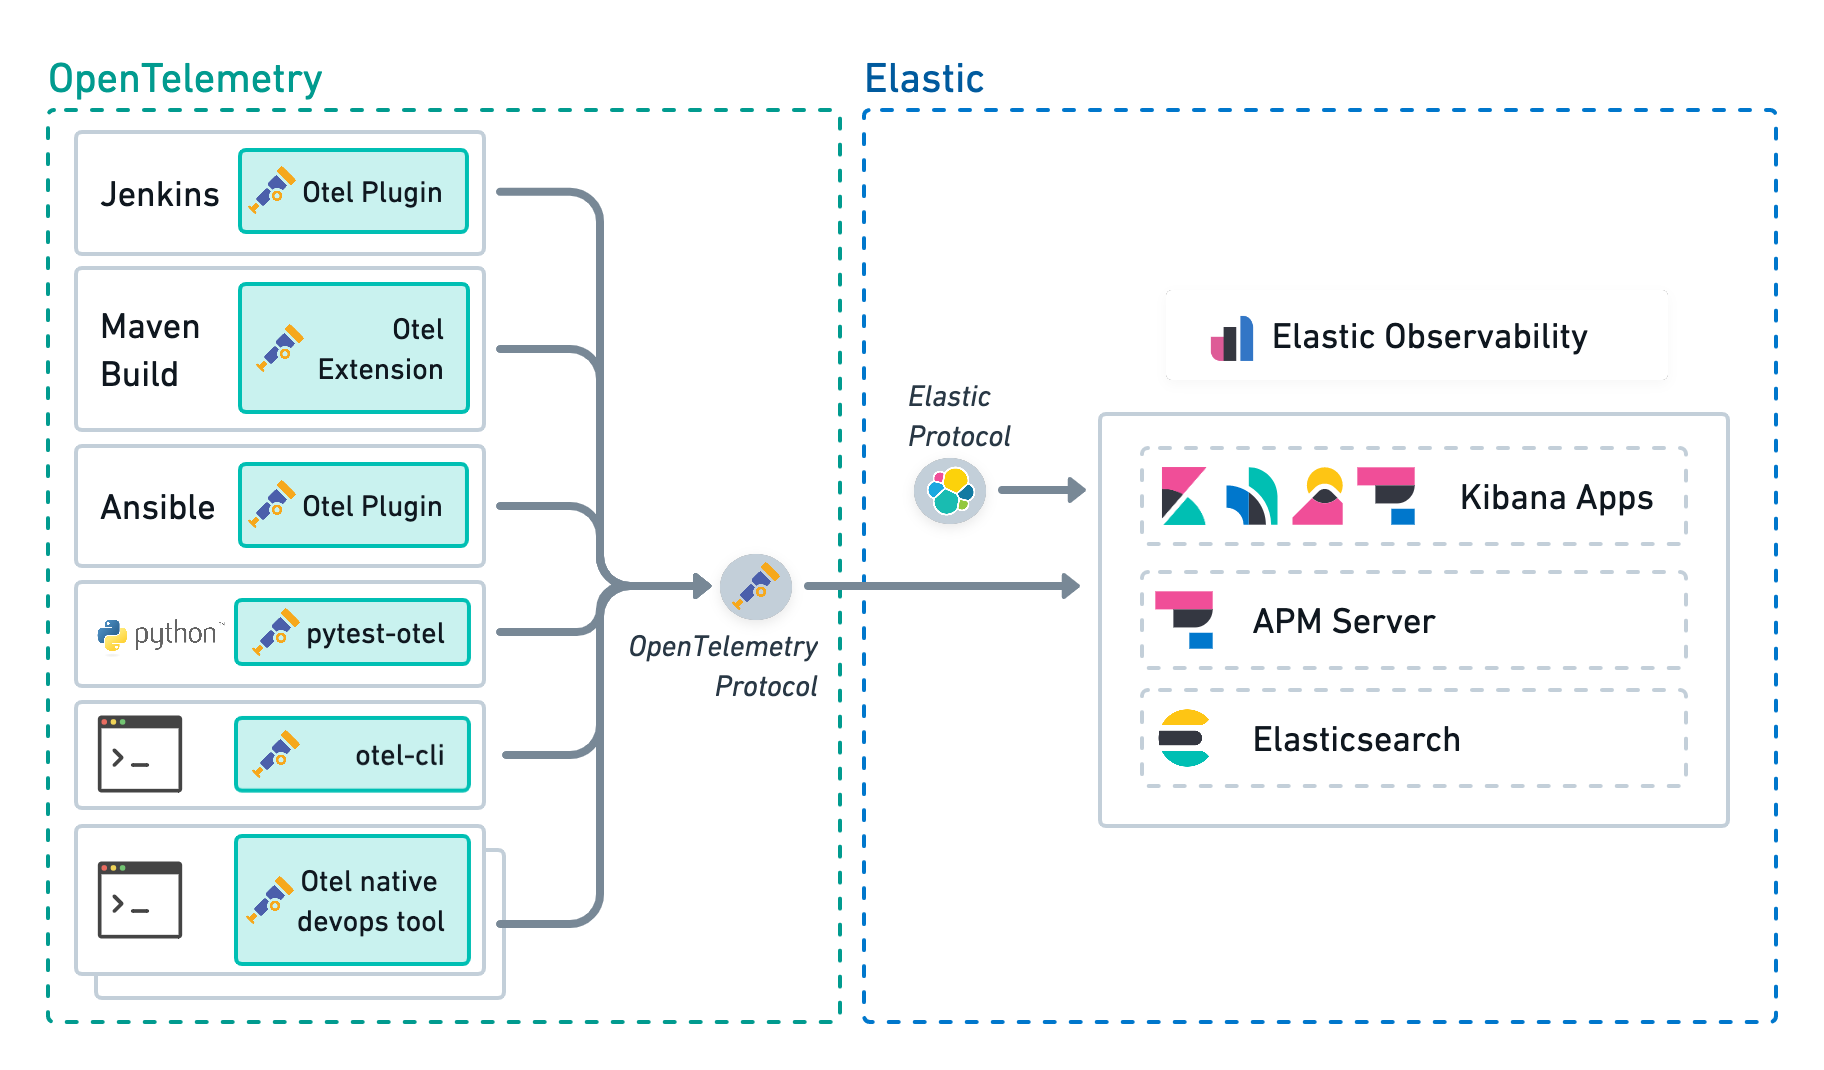 OpenTelemetry
Jenkins
Otel Plugin
Maven
Build
Otel
Extension
Ansible
Otel Plugin
python™
pytest-otel
otel-cli
Otel native
devops tool
OpenTelemetry
Protocol
Elastic
Elastic
Protocol
Elastic Observability
Kibana Apps
APM Server
Elasticsearch